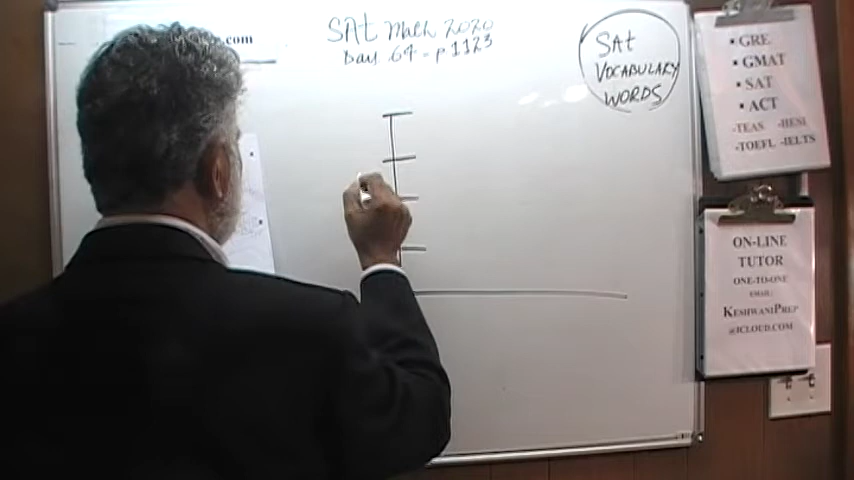 .com
SAt Math 2020
Day 64 - p 1123
SAt
VOCABULARY
WORDS
• GRE
• GMAT
• SAT
• ACT
-TEAS -HESI
-TOEFL -IELTS
ON-LINE
TUTOR
ONE-TO-ONE
EMAIL:
KESHWANIPREP
@ICLOUD.COM